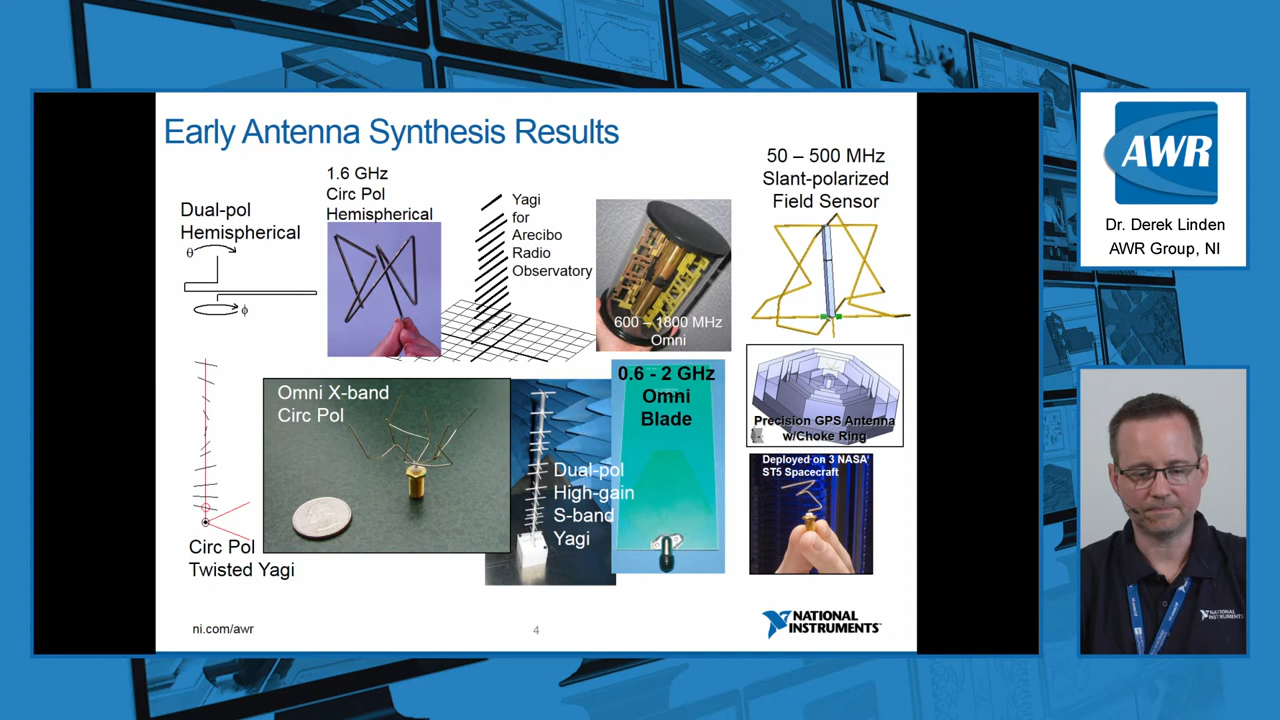 Early Antenna Synthesis Results
Dual-pol
Hemispherical
θ
ϕ
1.6 GHz
Circ Pol
Hemispherical
Yagi
for
Arecibo
Radio
Observatory
600 – 1800 MHz
Omni
50 – 500 MHz
Slant-polarized
Field Sensor
Circ Pol
Twisted Yagi
Omni X-band
Circ Pol
Dual-pol
High-gain
S-band
Yagi
0.6 - 2 GHz
Omni
Blade
Precision GPS Antenna
w/Choke Ring
Deployed on 3 NASA
ST5 Spacecraft
ni.com/awr
4
NATIONAL
INSTRUMENTS™
AWR
Dr. Derek Linden
AWR Group, NI
NATIONAL
INSTRUMENTS